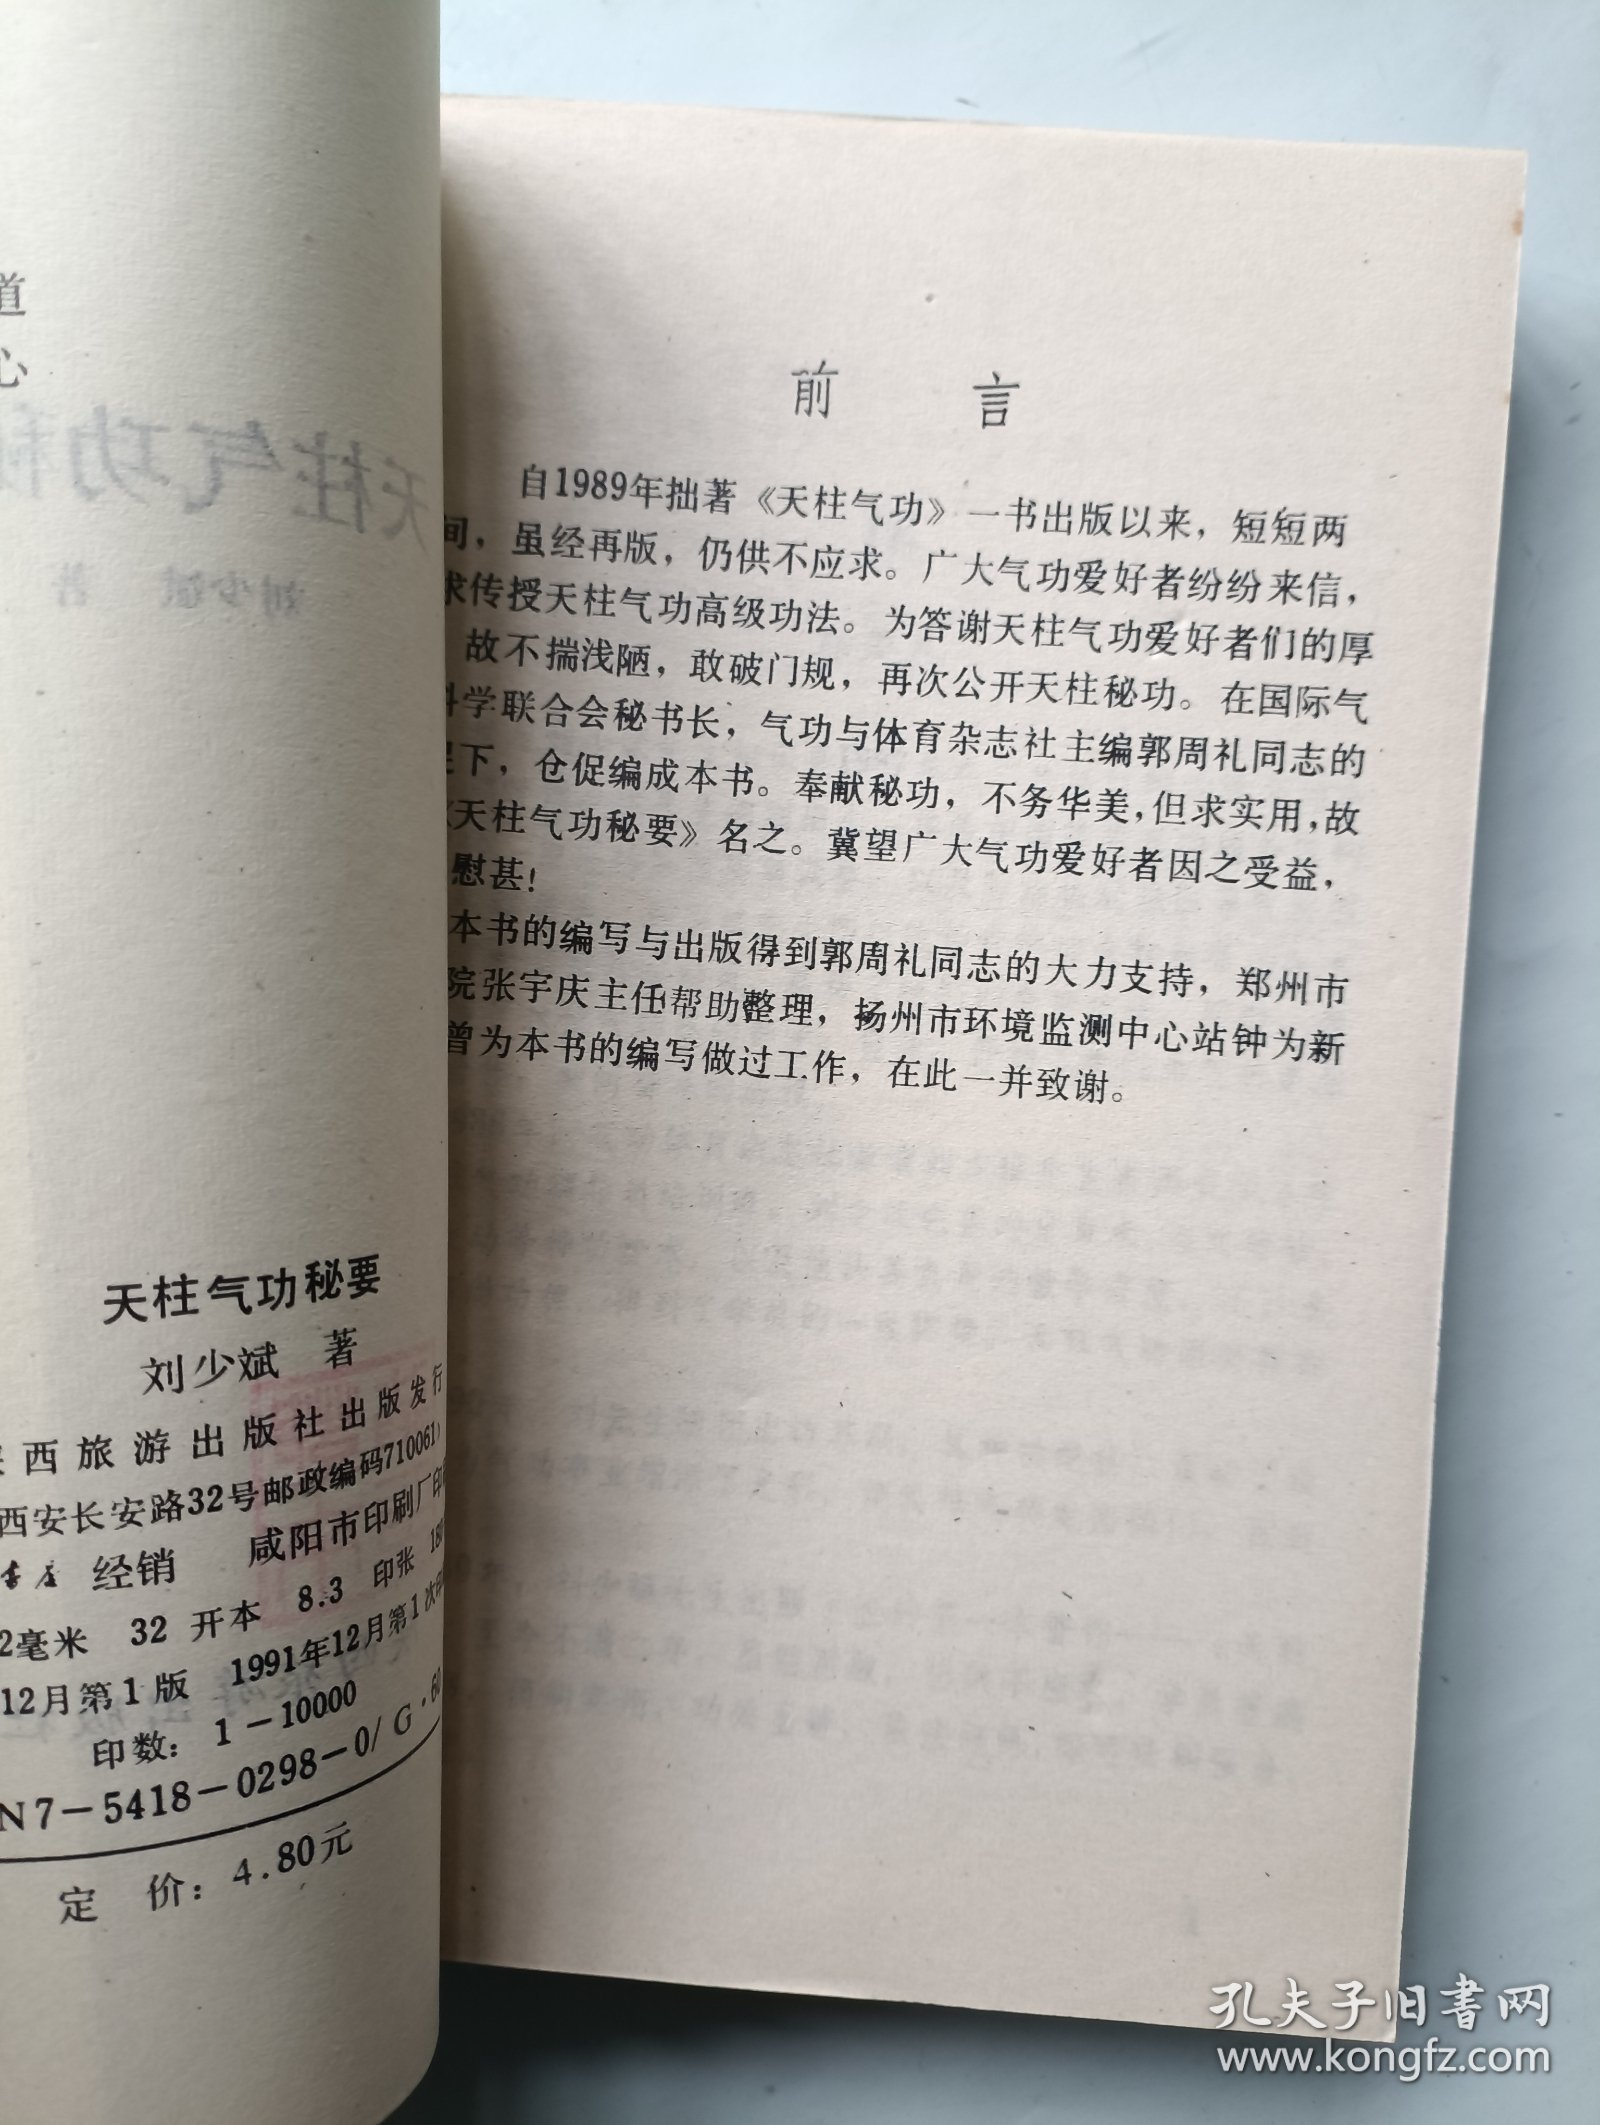 道
心
天柱气功秘要
刘少斌 著
西旅游出版社出版发行
西安长安路32号邮政编码710061)
书店 经销 咸阳市印刷厂印
2毫米 32 开本 8.3 印张 180
12月第1版 1991年12月第1次印
印数: 1-10000
N7-5418-0298-0/G·60
定 价: 4.80元
前 言
自1989年拙著《天柱气功》一书出版以来，短短两
间，虽经再版，仍供不应求。广大气功爱好者纷纷来信，
求传授天柱气功高级功法。为答谢天柱气功爱好者们的厚
故不揣浅陋，敢破门规，再次公开天柱秘功。在国际气
科学联合会秘书长，气功与体育杂志社主编郭周礼同志的
促下，仓促编成本书。奉献秘功，不务华美，但求实用，故
《天柱气功秘要》名之。冀望广大气功爱好者因之受益，
慰甚！
本书的编写与出版得到郭周礼同志的大力支持，郑州市
院张宇庆主任帮助整理，扬州市环境监测中心站钟为新
曾为本书的编写做过工作，在此一并致谢。
孔夫子旧书网
www.kongfz.com